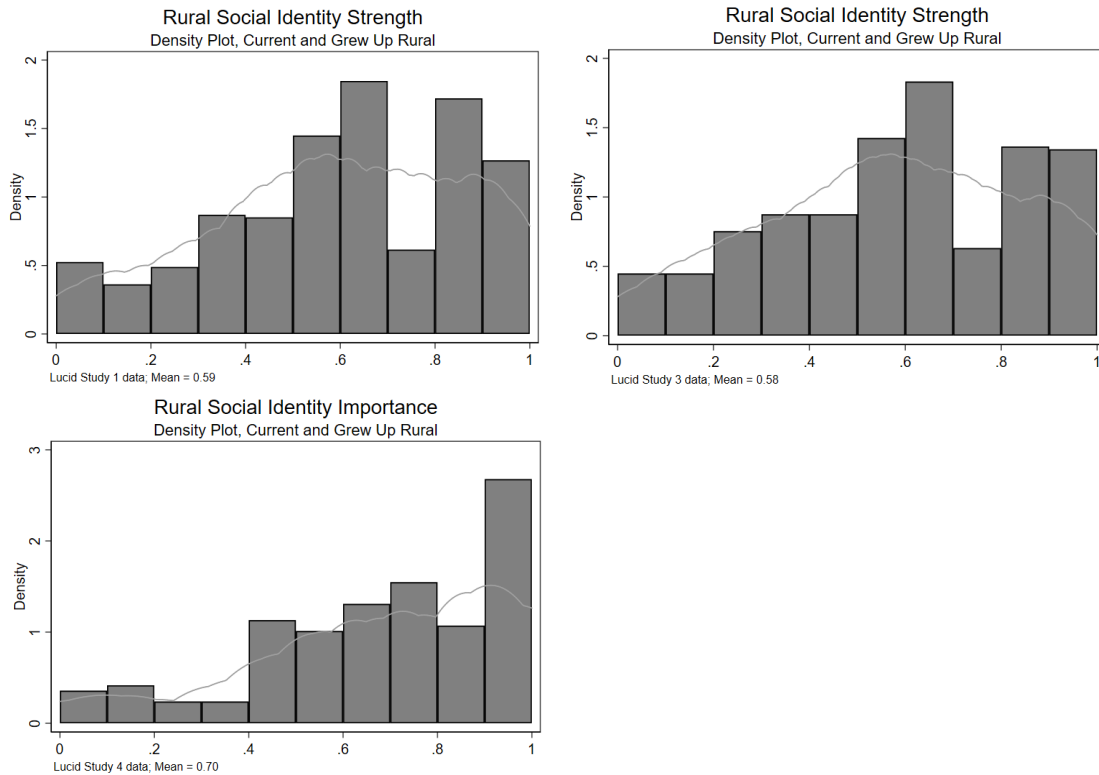 Rural Social Identity Strength
Density Plot, Current and Grew Up Rural
2
1.5
1
.5
0
Density
0 .2 .4 .6 .8 1
Lucid Study 1 data; Mean = 0.59
Rural Social Identity Strength
Density Plot, Current and Grew Up Rural
2
1.5
1
.5
0
Density
0 .2 .4 .6 .8 1
Lucid Study 3 data; Mean = 0.58
Rural Social Identity Importance
Density Plot, Current and Grew Up Rural
3
2
1
0
Density
0 .2 .4 .6 .8 1
Lucid Study 4 data; Mean = 0.70